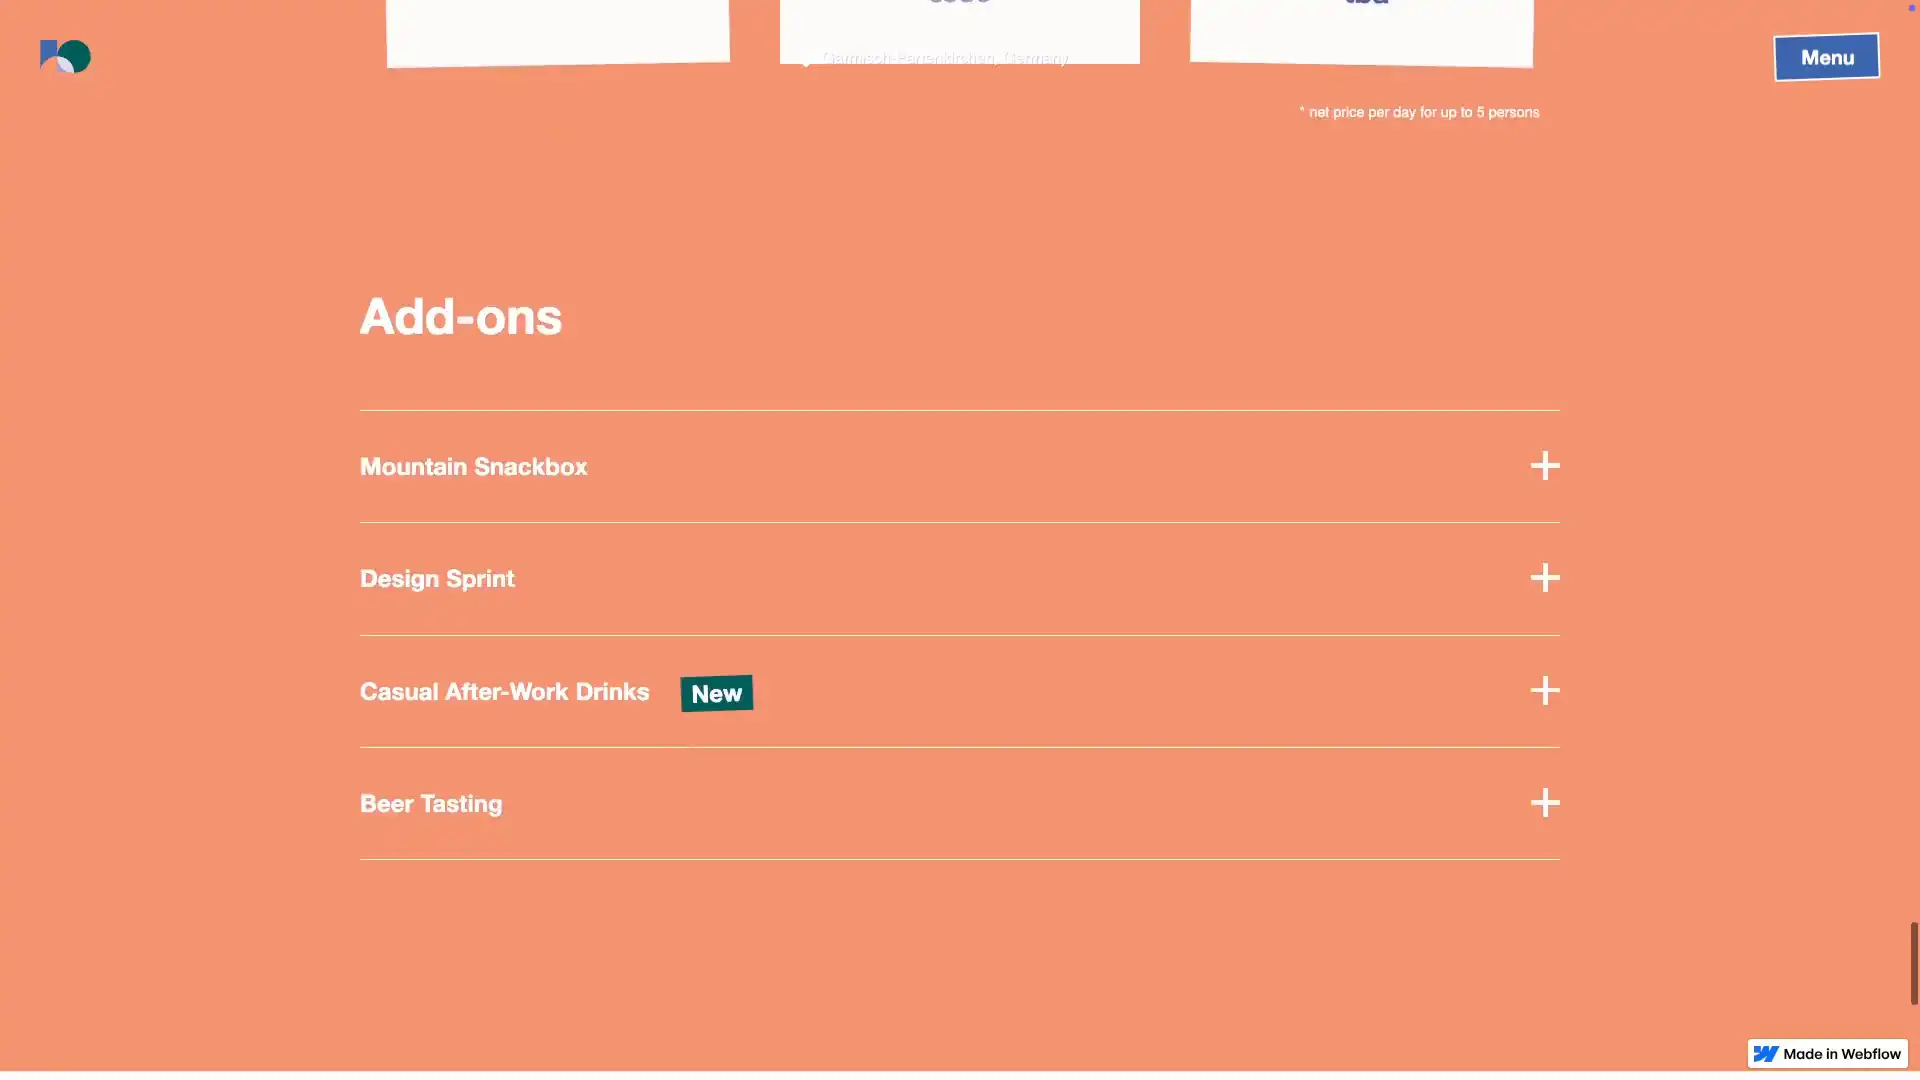 Garmisch-Partenkirchen, Germany
Menu
* net price per day for up to 5 persons
Add-ons
Mountain Snackbox
Design Sprint
Casual After-Work Drinks New
Beer Tasting
Made in Webflow